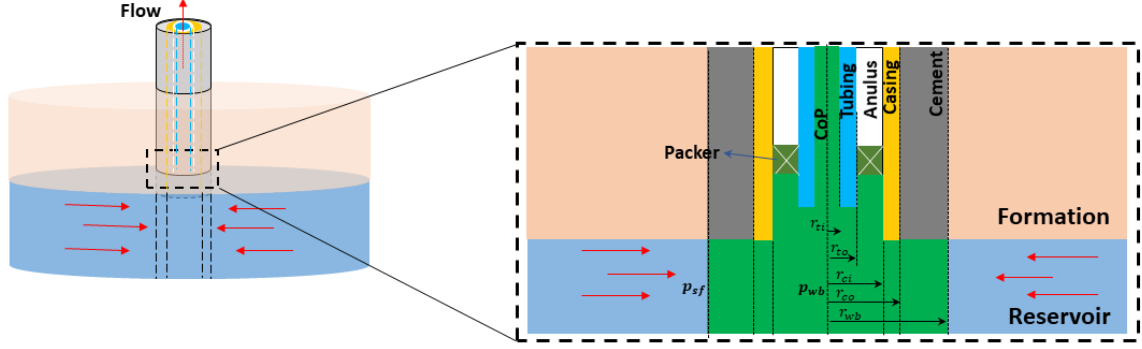 Flow
CoP
Tubing
Anulus
Casing
Cement
Packer
Formation
r_ti
r_to
p_sf
p_wb
r_ci
r_co
r_wb
Reservoir